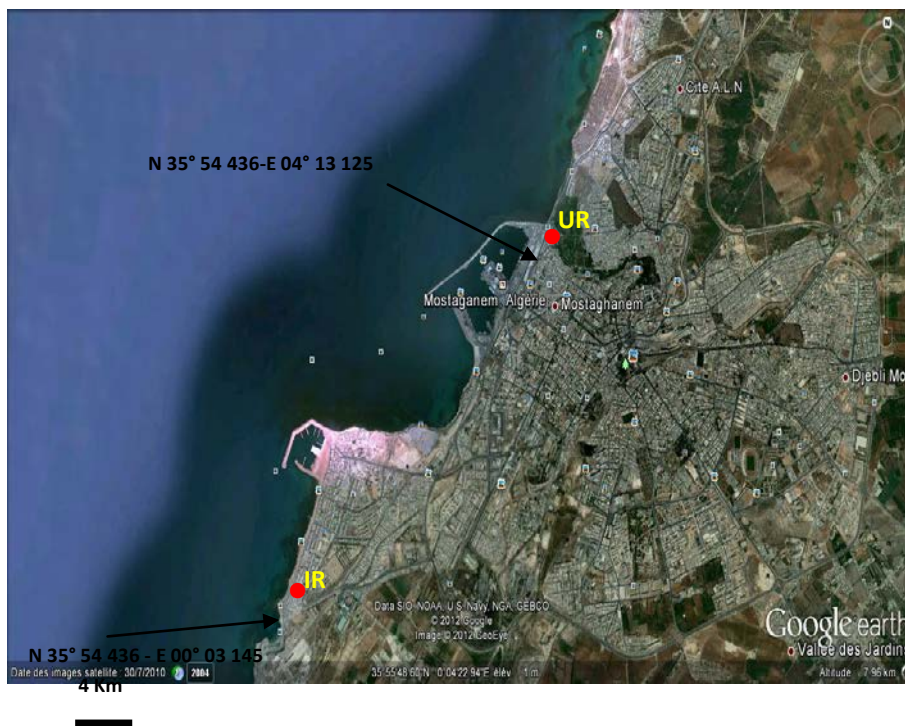 N
Cite A.L.N
N 35° 54 436-E 04° 13 125
UR
Mostaganem Algérie
Mostaghanem
Djebli Mo
IR
Data SIO, NOAA, U.S. Navy, NGA, GEBCO
© 2012 Google
Image © 2012 GeoEye
Google earth
N 35° 54 436 - E 00° 03 145
Vallée des Jardins
Date des images satellite : 30/7/2010 2004 35°55'48.60"N 0°04'22.94"E élév 1 m Altitude 7.96 km
4 Km